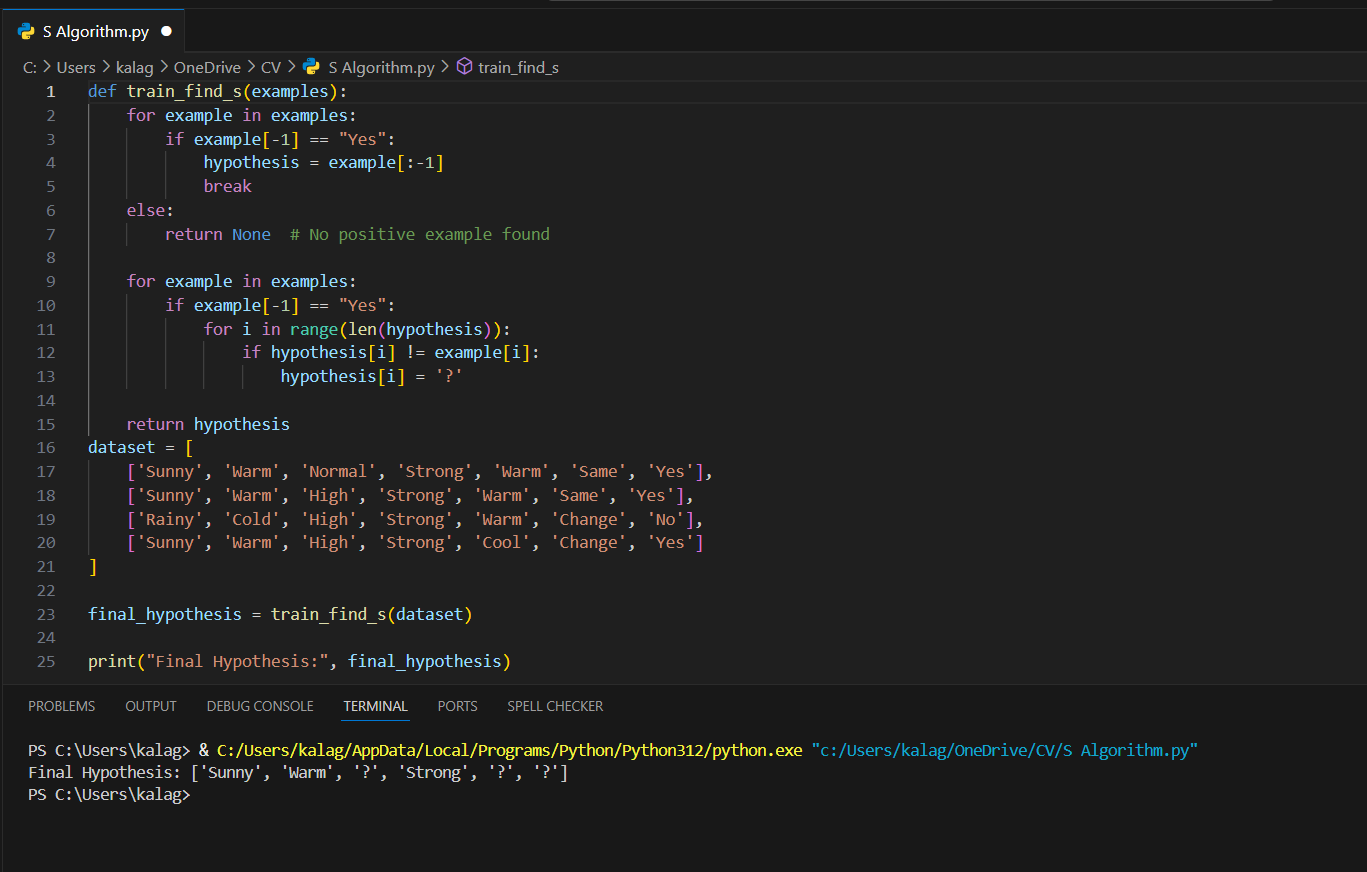 S Algorithm.py
C: > Users > kalag > OneDrive > CV > S Algorithm.py > train_find_s
1 def train_find_s(examples):
2     for example in examples:
3         if example[-1] == "Yes":
4             hypothesis = example[:-1]
5             break
6     else:
7         return None  # No positive example found
8
9     for example in examples:
10         if example[-1] == "Yes":
11             for i in range(len(hypothesis)):
12                 if hypothesis[i] != example[i]:
13                     hypothesis[i] = '?'
14
15     return hypothesis
16 dataset = [
17     ['Sunny', 'Warm', 'Normal', 'Strong', 'Warm', 'Same', 'Yes'],
18     ['Sunny', 'Warm', 'High', 'Strong', 'Warm', 'Same', 'Yes'],
19     ['Rainy', 'Cold', 'High', 'Strong', 'Warm', 'Change', 'No'],
20     ['Sunny', 'Warm', 'High', 'Strong', 'Cool', 'Change', 'Yes']
21 ]
22
23 final_hypothesis = train_find_s(dataset)
24
25 print("Final Hypothesis:", final_hypothesis)
PROBLEMS OUTPUT DEBUG CONSOLE TERMINAL PORTS SPELL CHECKER
PS C:\Users\kalag> & C:/Users/kalag/AppData/Local/Programs/Python/Python312/python.exe "c:/Users/kalag/OneDrive/CV/S Algorithm.py"
Final Hypothesis: ['Sunny', 'Warm', '?', 'Strong', '?', '?']
PS C:\Users\kalag>